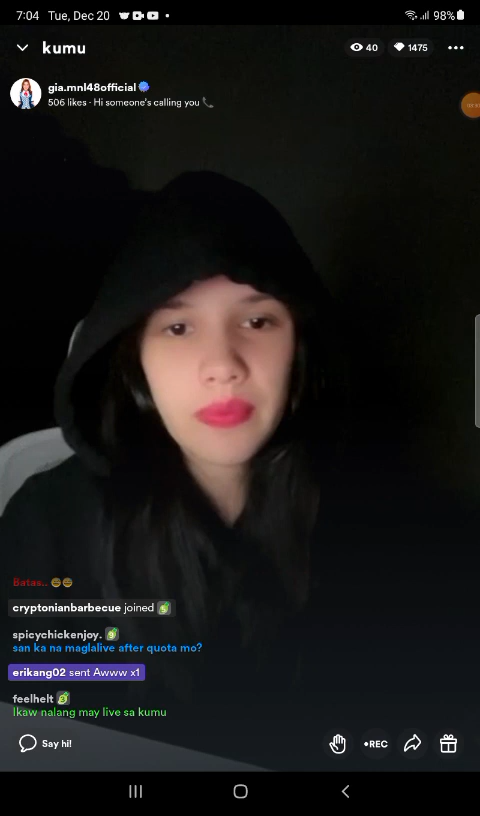 7:04 Tue, Dec 20 98%
kumu 40 1475
gia.mnl48official
506 likes · Hi someone's calling you
Batas..
cryptonianbarbecue joined
spicychickenjoy.
san ka na maglalive after quota mo?
erikang02 sent Awww x1
feelhelt
Ikaw nalang may live sa kumu
Say hi! •REC